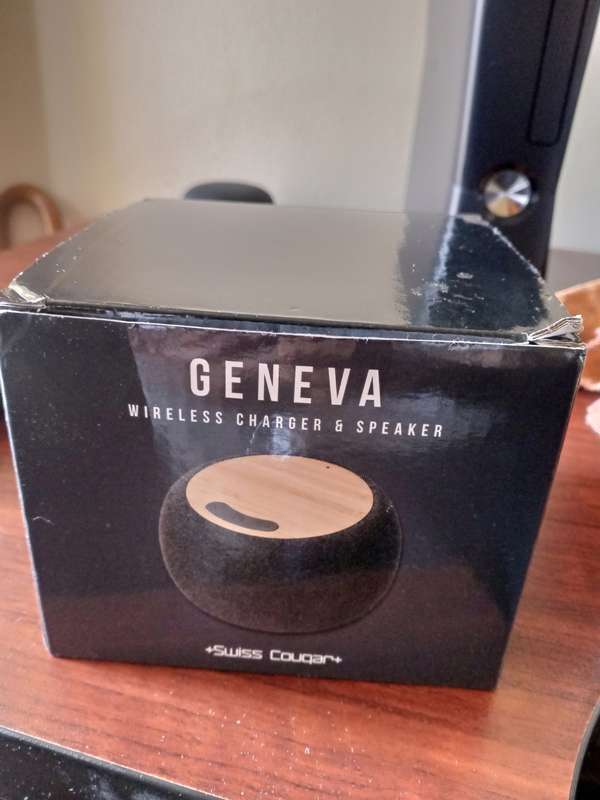 GENEVA
WIRELESS CHARGER & SPEAKER
+Swiss Cougar+